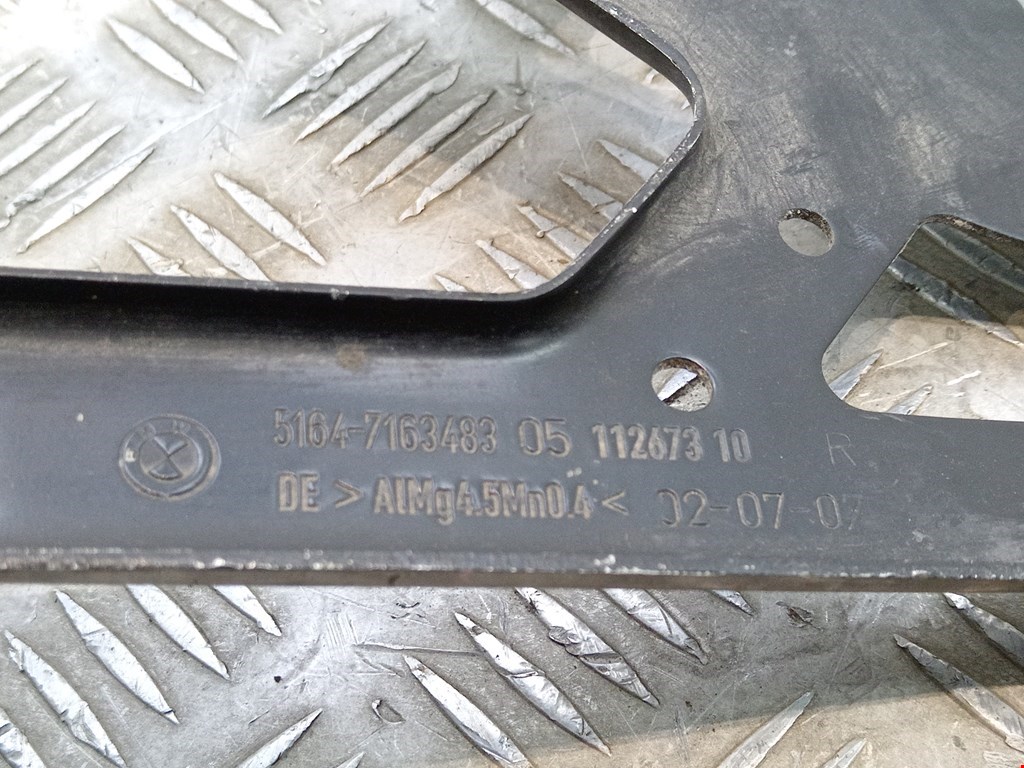 5164-7163483 05 112673 10 R
DE >AlMg4.5Mn0.4< 02-07-07